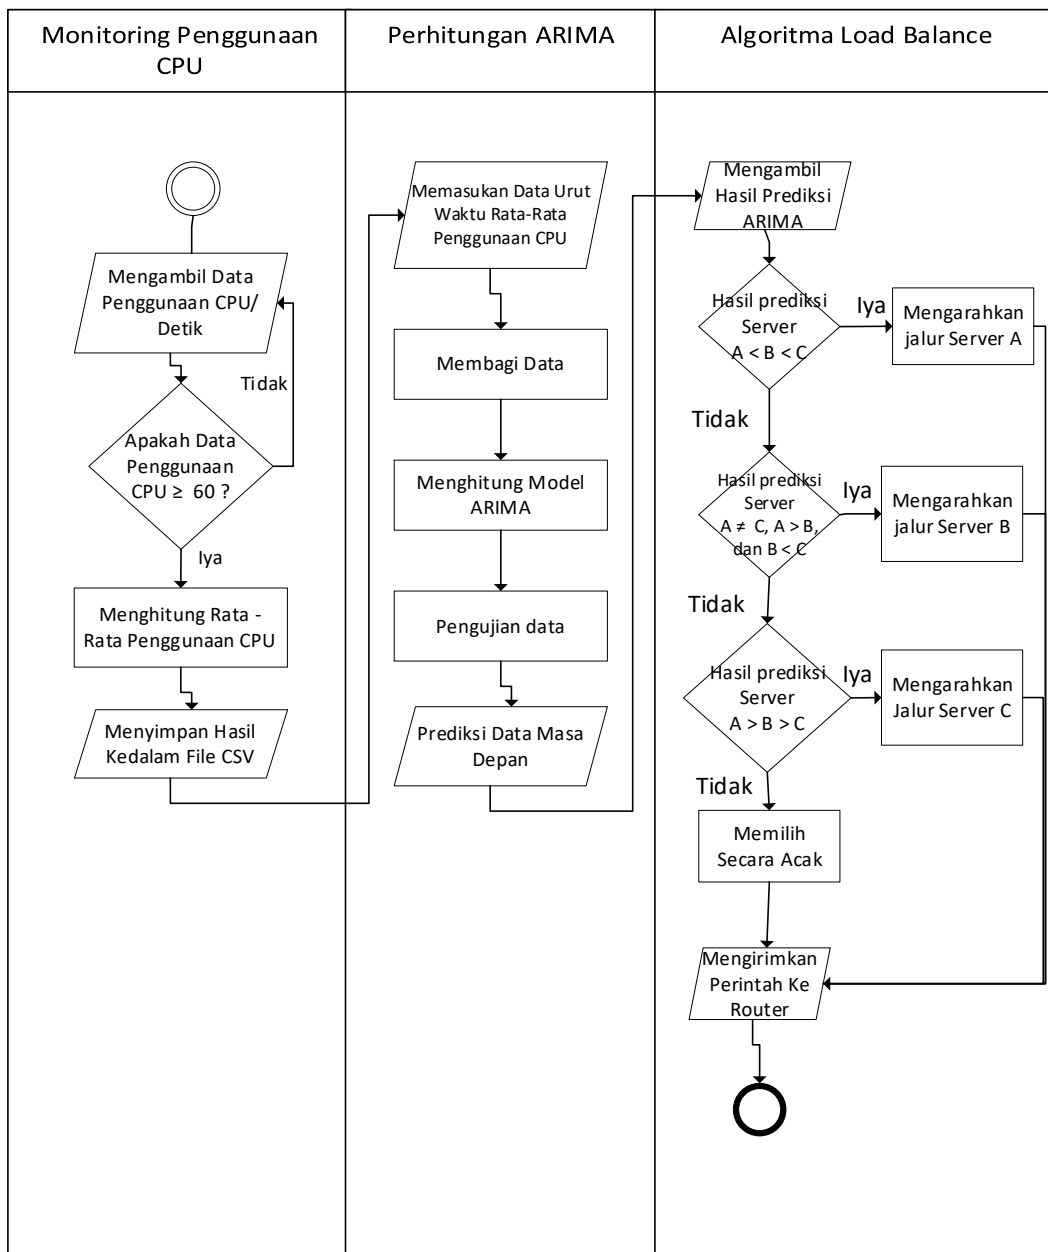 Monitoring Penggunaan
CPU
Perhitungan ARIMA
Algoritma Load Balance
Mengambil Data
Penggunaan CPU/
Detik
Tidak
Apakah Data
Penggunaan
CPU ≥ 60 ?
Iya
Menghitung Rata -
Rata Penggunaan CPU
Menyimpan Hasil
Kedalam File CSV
Memasukan Data Urut
Waktu Rata-Rata
Penggunaan CPU
Membagi Data
Menghitung Model
ARIMA
Pengujian data
Prediksi Data Masa
Depan
Mengambil
Hasil Prediksi
ARIMA
Hasil prediksi
Server
A < B < C
Iya
Mengarahkan
jalur Server A
Tidak
Hasil prediksi
Server
A ≠ C, A > B,
dan B < C
Iya
Mengarahkan
jalur Server B
Tidak
Hasil prediksi
Server
A > B > C
Iya
Mengarahkan
Jalur Server C
Tidak
Memilih
Secara Acak
Mengirimkan
Perintah Ke
Router